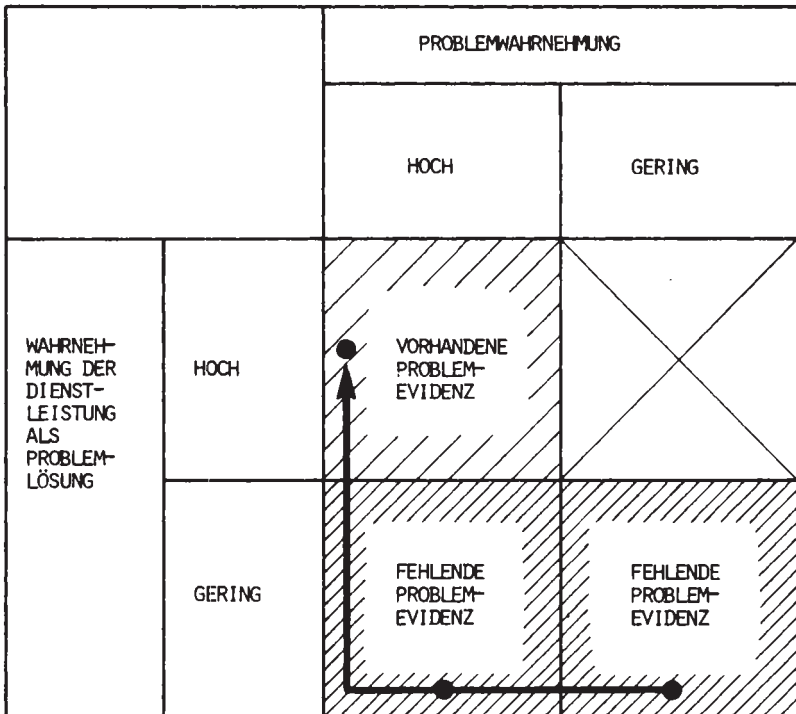 PROBLEMWAHRNEHMUNG
HOCH
GERING
WAHRNEH-
MUNG DER
DIENST-
LEISTUNG
ALS
PROBLEM-
LÖSUNG
HOCH
VORHANDENE
PROBLEM-
EVIDENZ
GERING
FEHLENDE
PROBLEM-
EVIDENZ
FEHLENDE
PROBLEM-
EVIDENZ